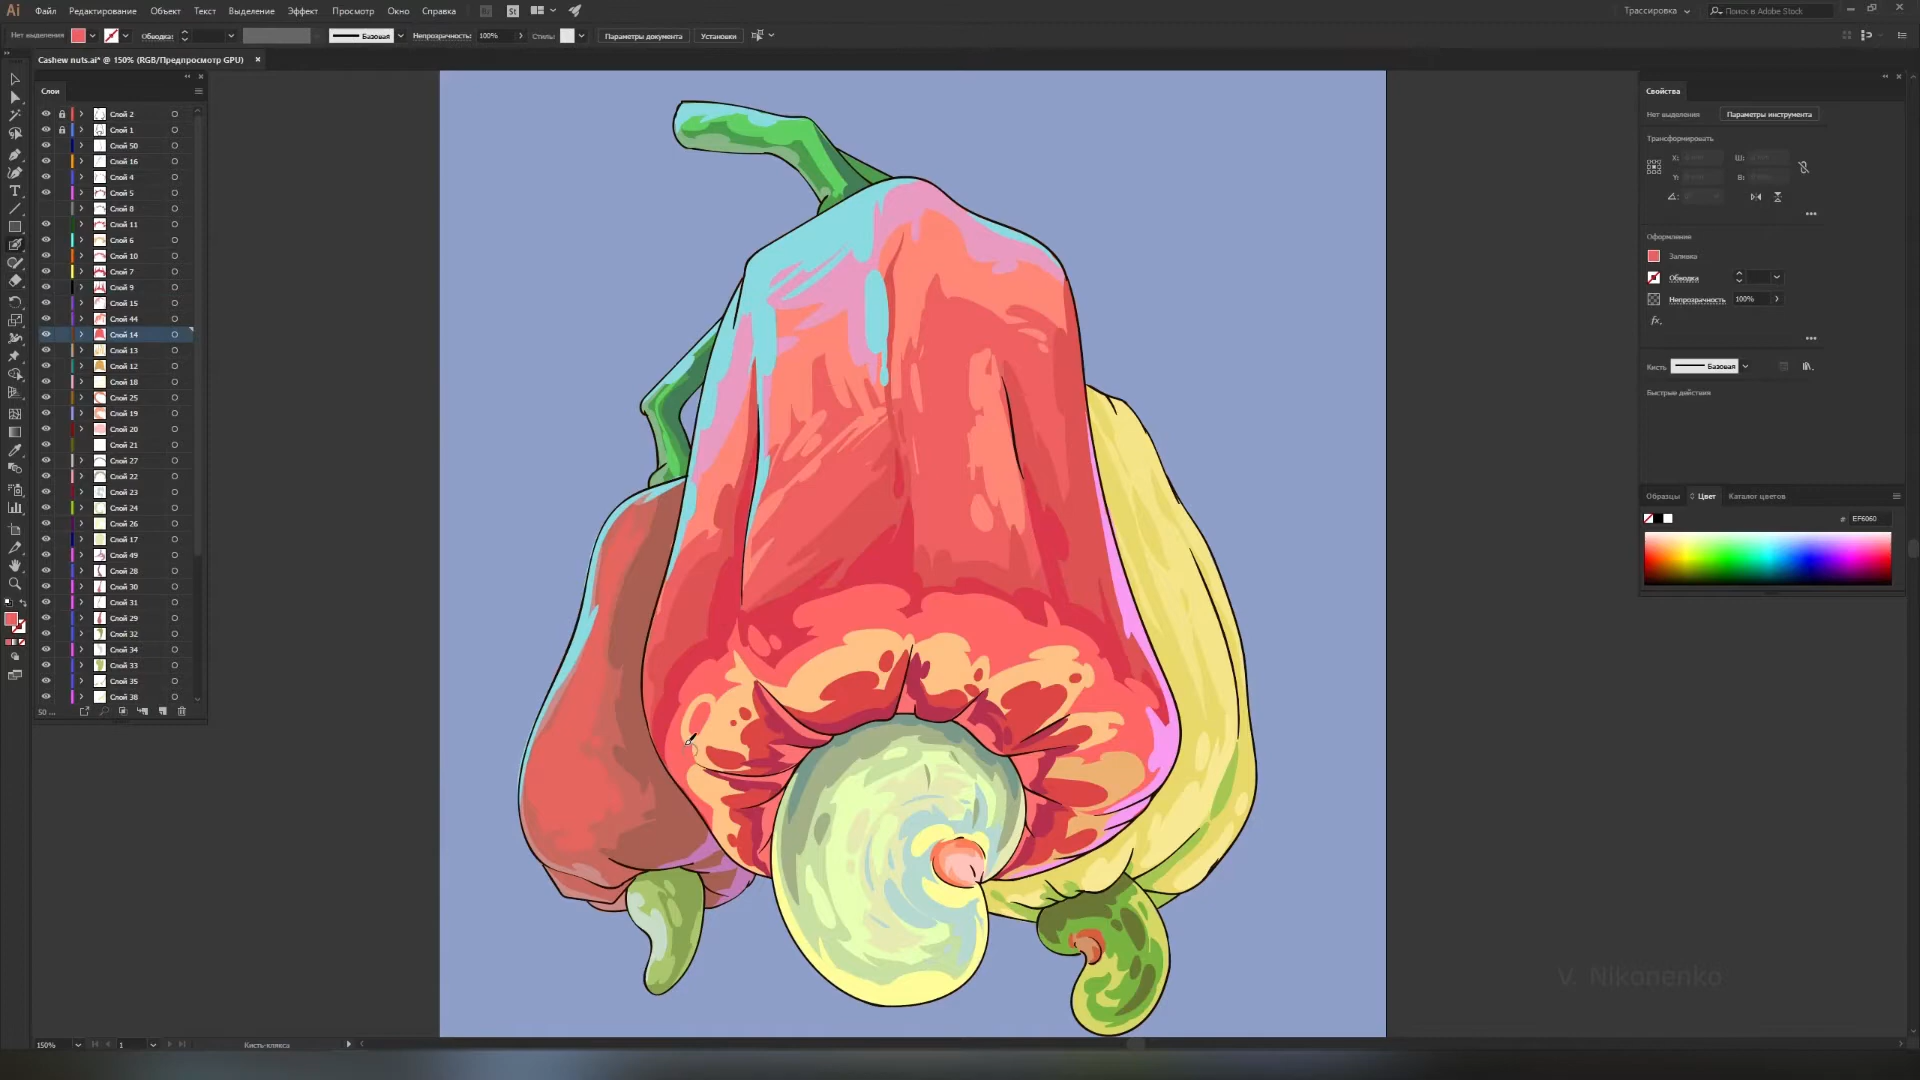 Ai Файл Редактирование Объект Текст Выделение Эффект Просмотр Окно Справка
St
Трассировка
Поиск в Adobe Stock
Нет выделения
Обводка:
Базовая
Непрозрачность: 100%
Стили:
Параметры документа
Установки
Cashew nuts.ai* @ 150% (RGB/Предпросмотр GPU)
Слои
Слой 2
Слой 1
Слой 50
Слой 16
Слой 4
Слой 5
Слой 8
Слой 11
Слой 6
Слой 10
Слой 7
Слой 9
Слой 15
Слой 44
Слой 14
Слой 13
Слой 12
Слой 18
Слой 25
Слой 19
Слой 20
Слой 21
Слой 27
Слой 22
Слой 23
Слой 24
Слой 26
Слой 17
Слой 49
Слой 28
Слой 30
Слой 31
Слой 29
Слой 32
Слой 34
Слой 33
Слой 35
Слой 38
50 ...
Свойства
Нет выделения
Параметры инструмента
Трансформировать
X: Ш:
Y: В:
Оформление
Заливка
Обводка
Непрозрачность 100%
fx.
Кисть Базовая
Быстрые действия
Образцы Цвет Каталог цветов
# EF6060
V. Nikonenko
150% 1 Кисть-клякса